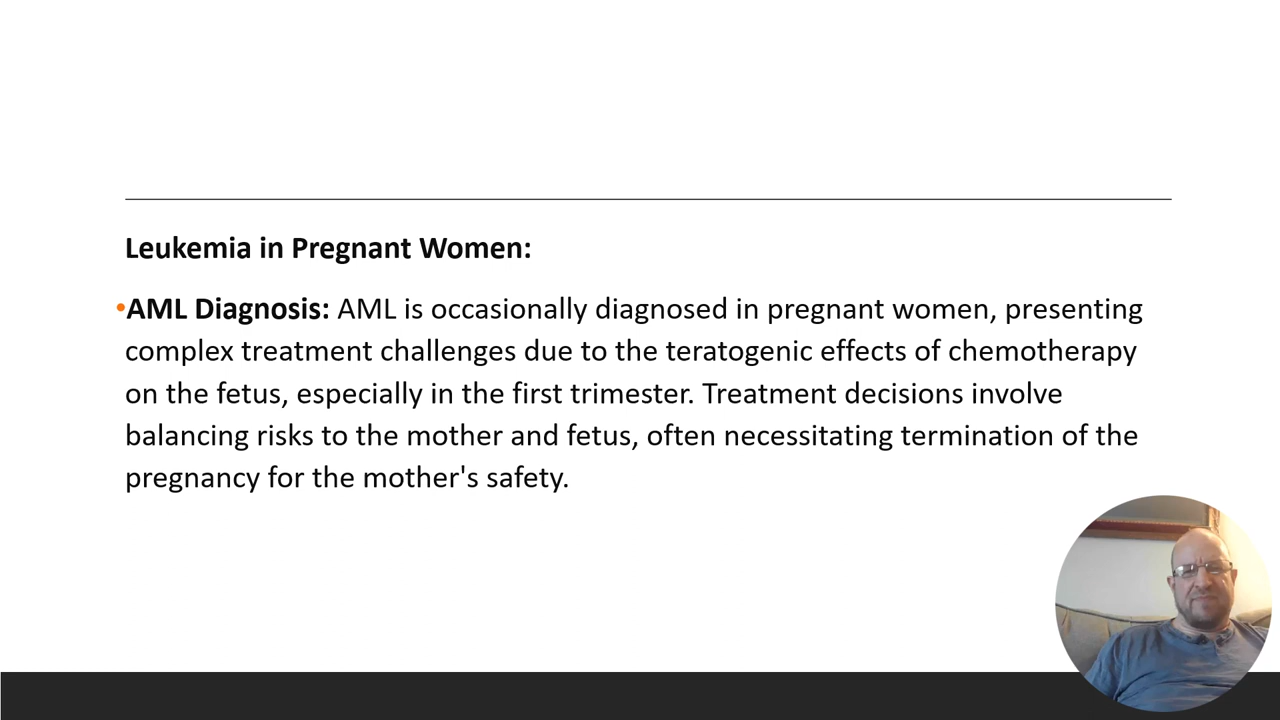 Leukemia in Pregnant Women:
•AML Diagnosis: AML is occasionally diagnosed in pregnant women, presenting
complex treatment challenges due to the teratogenic effects of chemotherapy
on the fetus, especially in the first trimester. Treatment decisions involve
balancing risks to the mother and fetus, often necessitating termination of the
pregnancy for the mother's safety.